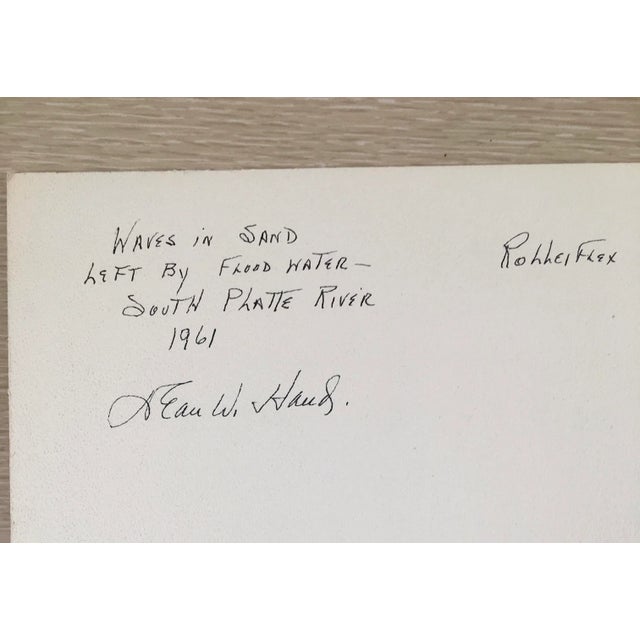 WAVES IN SAND
LEFT BY FLOOD WATER—
SOUTH PLATTE RIVER
1961
ROLLEIFLEX
W.